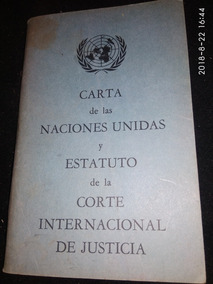 2018-8-22 16:44
CARTA
de las
NACIONES UNIDAS
y
ESTATUTO
de la
CORTE
INTERNACIONAL
DE JUSTICIA